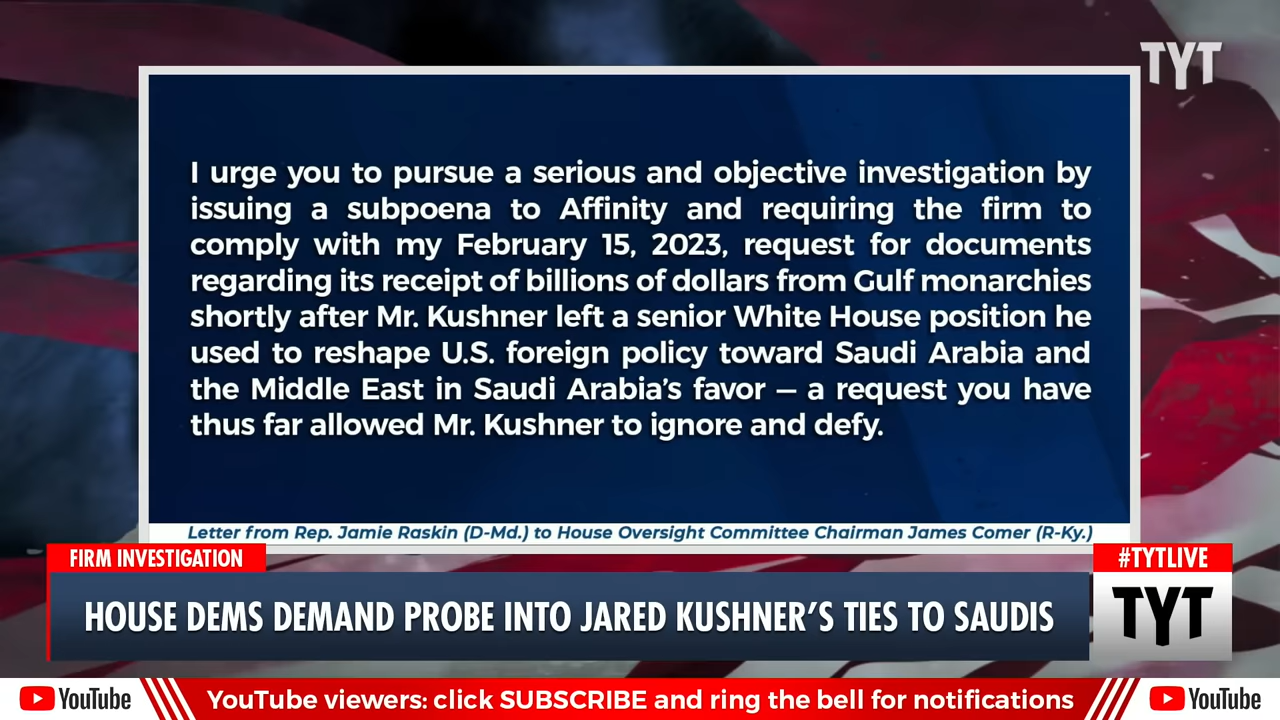 TYT
I urge you to pursue a serious and objective investigation by
issuing a subpoena to Affinity and requiring the firm to
comply with my February 15, 2023, request for documents
regarding its receipt of billions of dollars from Gulf monarchies
shortly after Mr. Kushner left a senior White House position he
used to reshape U.S. foreign policy toward Saudi Arabia and
the Middle East in Saudi Arabia’s favor — a request you have
thus far allowed Mr. Kushner to ignore and defy.
Letter from Rep. Jamie Raskin (D-Md.) to House Oversight Committee Chairman James Comer (R-Ky.)
FIRM INVESTIGATION
#TYTLIVE
HOUSE DEMS DEMAND PROBE INTO JARED KUSHNER’S TIES TO SAUDIS
TYT
YouTube
YouTube viewers: click SUBSCRIBE and ring the bell for notifications
YouTube